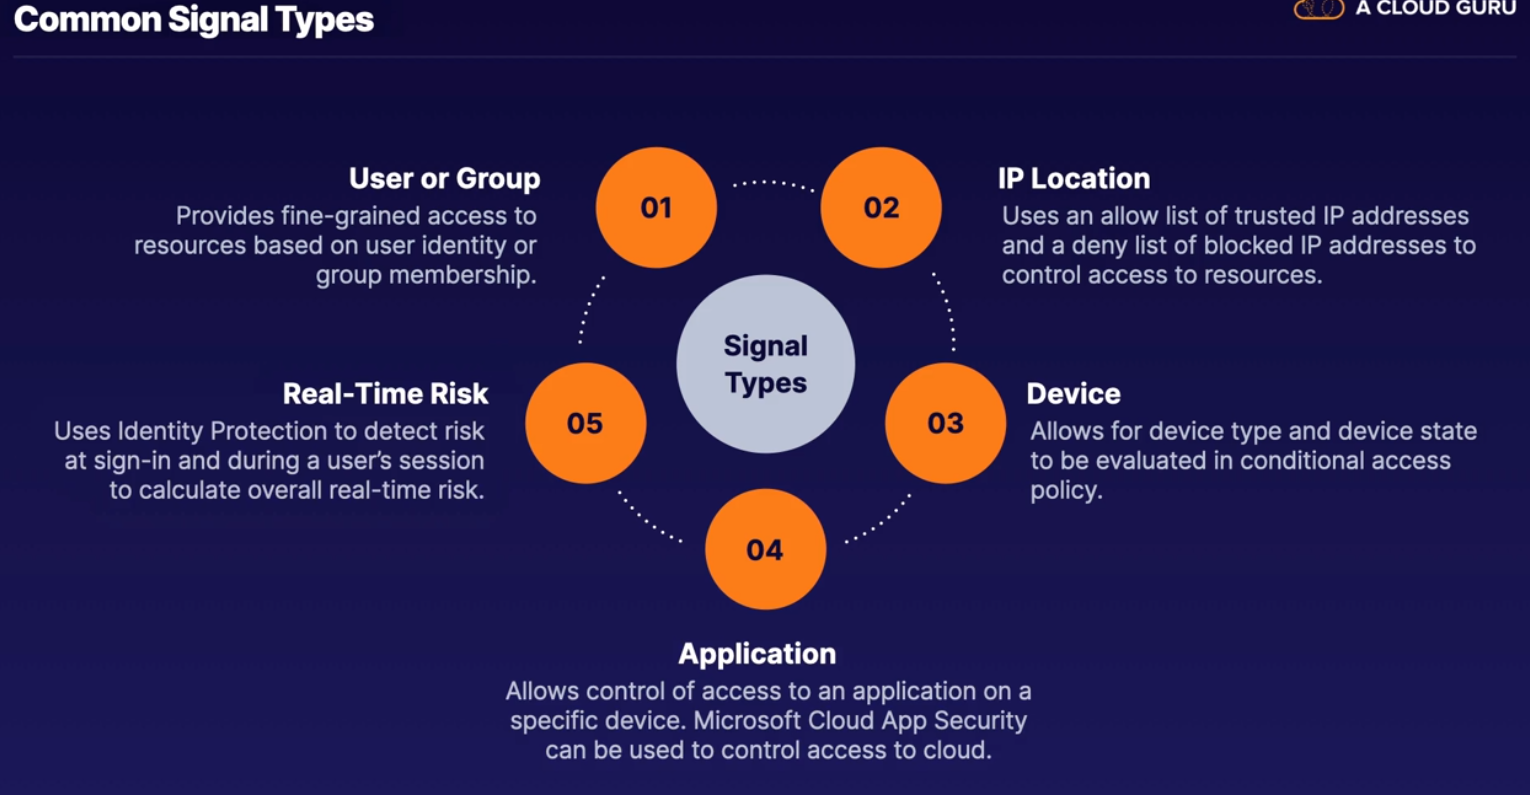 Common Signal Types
A CLOUD GURU
User or Group
Provides fine-grained access to
resources based on user identity or
group membership.
01
02
IP Location
Uses an allow list of trusted IP addresses
and a deny list of blocked IP addresses to
control access to resources.
Signal
Types
Real-Time Risk
Uses Identity Protection to detect risk
at sign-in and during a user’s session
to calculate overall real-time risk.
05
03
Device
Allows for device type and device state
to be evaluated in conditional access
policy.
04
Application
Allows control of access to an application on a
specific device. Microsoft Cloud App Security
can be used to control access to cloud.